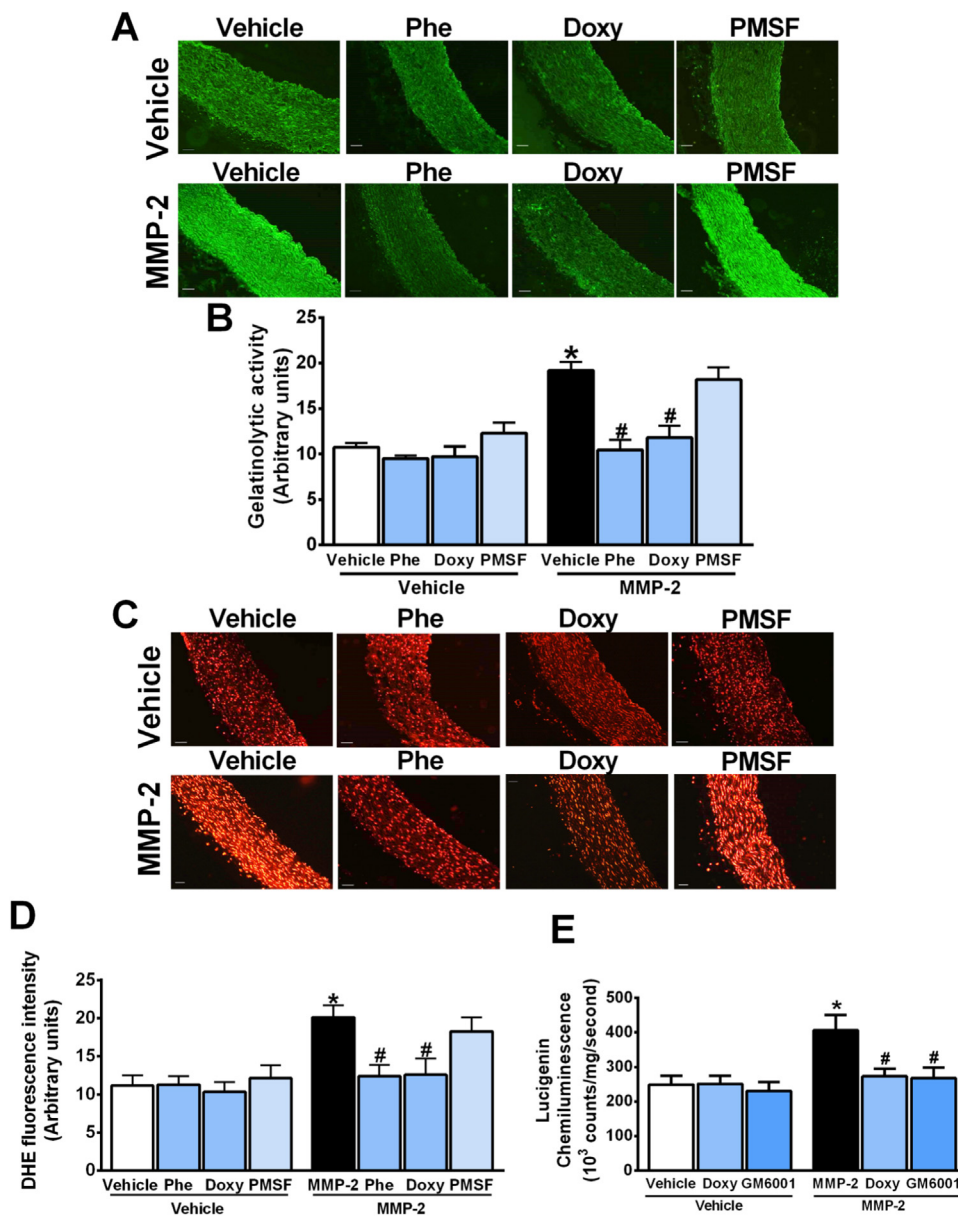 A
Vehicle Phe Doxy PMSF
Vehicle
Vehicle Phe Doxy PMSF
MMP-2
B
Gelatinolytic activity
(Arbitrary units)
25
20
15
10
5
0
*
#
#
Vehicle Phe Doxy PMSF Vehicle Phe Doxy PMSF
Vehicle MMP-2
C
Vehicle Phe Doxy PMSF
Vehicle
Vehicle Phe Doxy PMSF
MMP-2
D
DHE fluorescence intensity
(Arbitrary units)
25
20
15
10
5
0
*
#
#
Vehicle Phe Doxy PMSF MMP-2 Phe Doxy PMSF
Vehicle MMP-2
E
Lucigenin
Chemiluminescence
(10³ counts/mg/second)
500
400
300
200
100
0
*
#
#
Vehicle Doxy GM6001 MMP-2 Doxy GM6001
Vehicle MMP-2